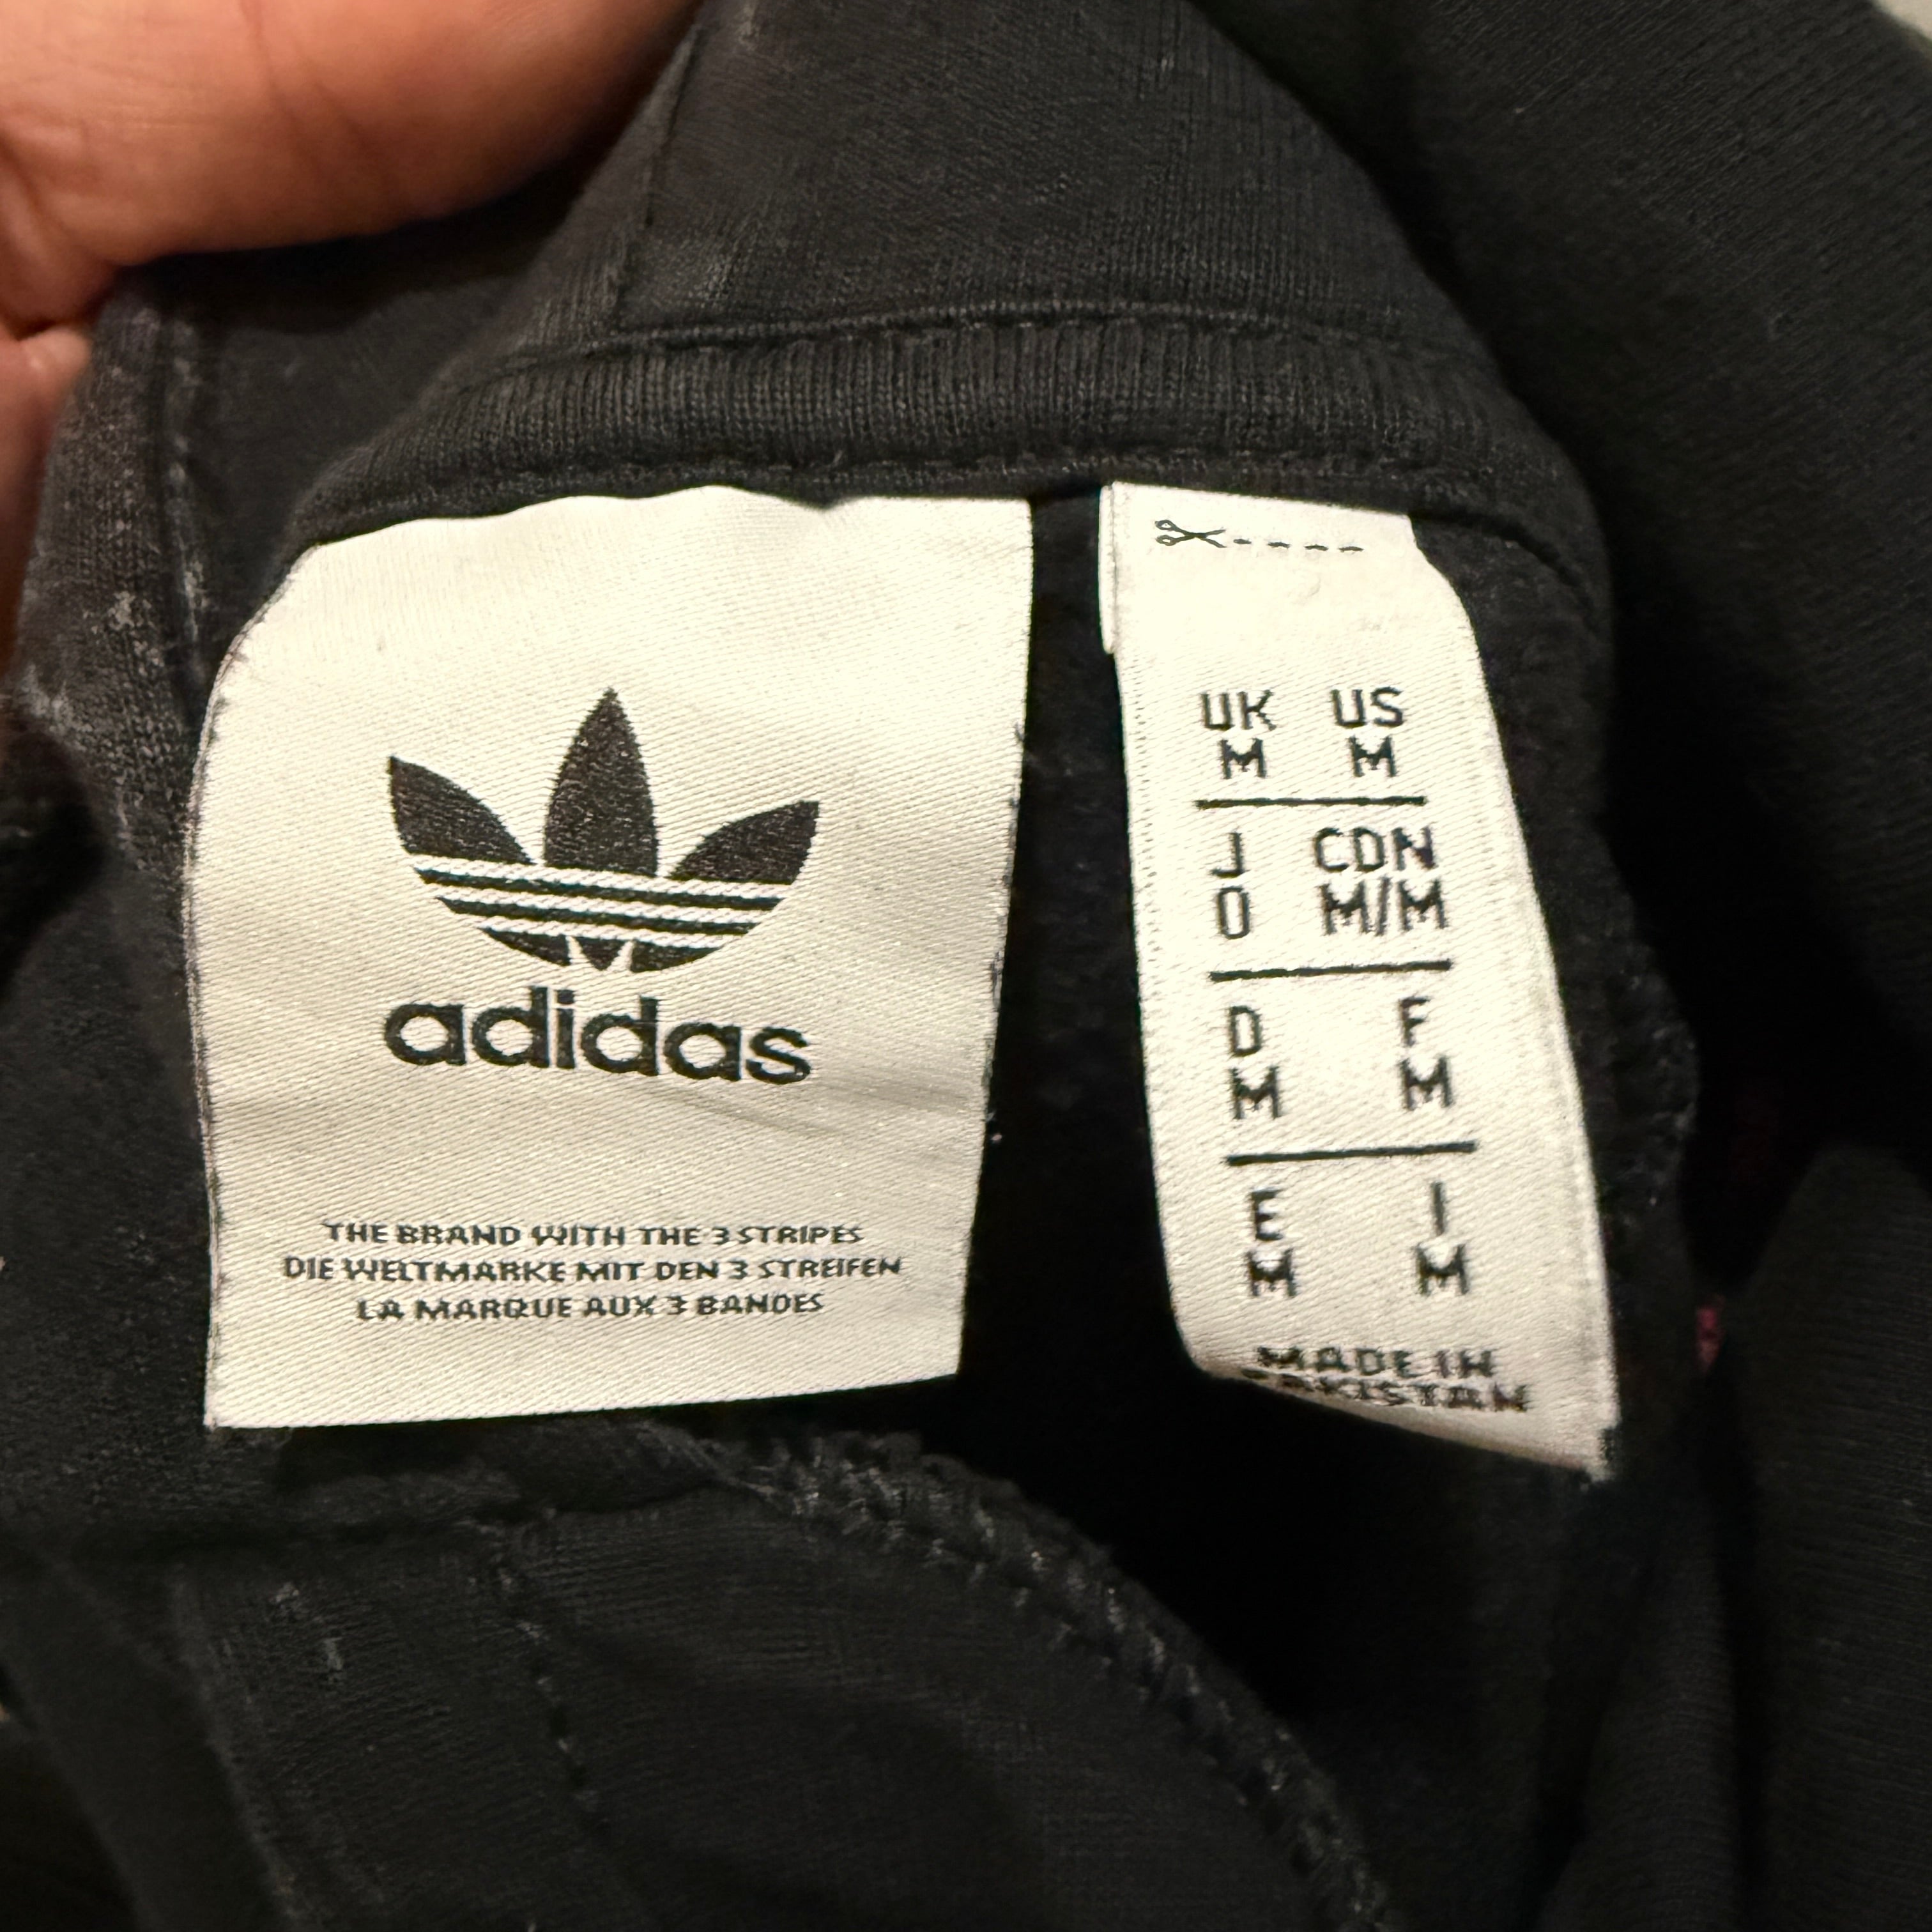 adidas
THE BRAND WITH THE 3 STRIPES
DIE WELTMARKE MIT DEN 3 STREIFEN
LA MARQUE AUX 3 BANDES
UK US
M M
J CDN
O M/M
D F
M M
E I
M M
MADE IN
PAKISTAN